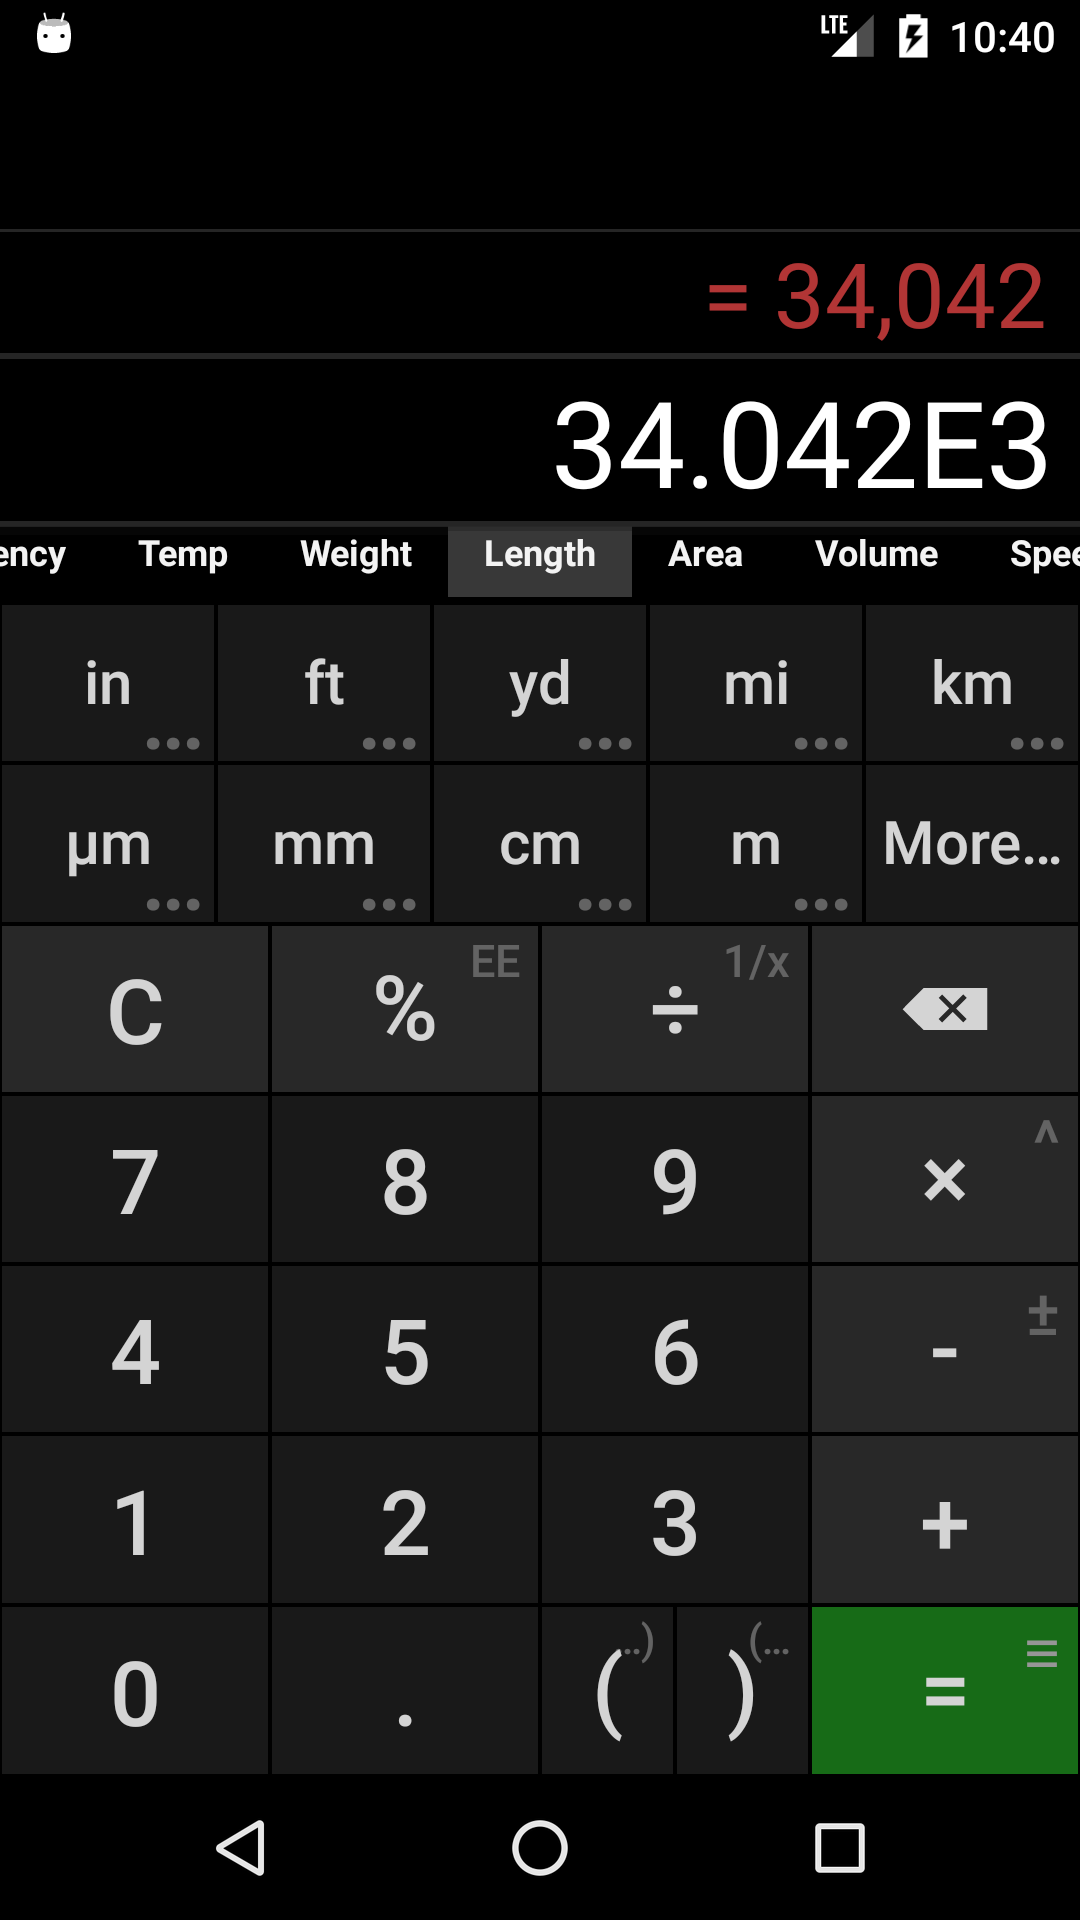 LTE 10:40
= 34,042
34.042E3
ency Temp Weight Length Area Volume Spee
in ft yd mi km
µm mm cm m More...
C % EE ÷ 1/x
7 8 9 × ^
4 5 6 - ±
1 2 3 +
0 . ( ..) ) (... =